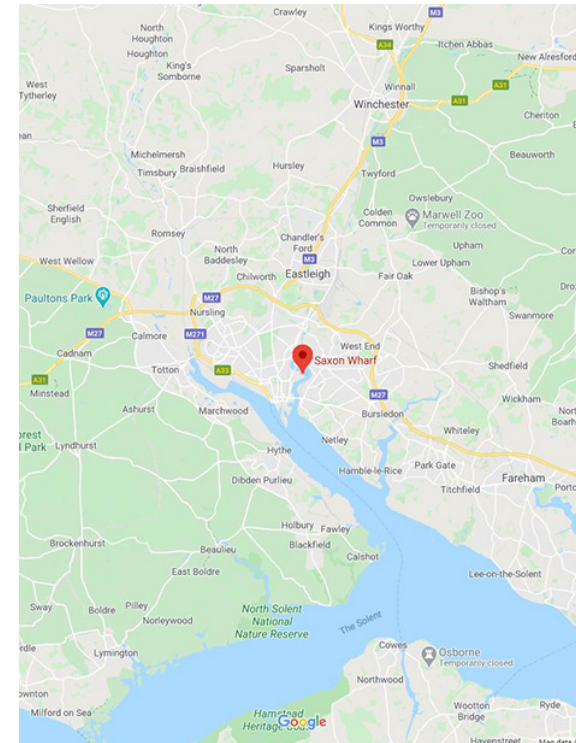 Crawley
Kings Worthy
M3
North
Houghton
A34
Itchen Abbas
Houghton
New Alresford
King's
Somborne
Sparsholt
West
Tytherley
Winnall
A31
A31
Winchester
Cheriton
M3
Michelmersh
Timsbury
Braishfield
Hursley
Beauworth
Twyford
Owslebury
Sherfield
English
Colden
Common
Marwell Zoo
Temporarily closed
Romsey
Chandler's
Ford
North
Baddesley
Upham
M3
Lower Upham
West Wellow
Chilworth
Eastleigh
Fair Oak
Paultons Park
M27
Bishop's
Waltham
Nursling
Swanmore
M27
M271
Calmore
West End
Cadnam
Saxon Wharf
Shedfield
A33
Totton
A31
Minstead
M27
Wickham
Ashurst
Marchwood
Bursledon
Whiteley
Lyndhurst
Netley
Hythe
Hamble-le-Rice
Park Gate
Dibden Purlieu
Titchfield
Fareham
Holbury
Fawley
Brockenhurst
Blackfield
Beaulieu
Calshot
East Boldre
Lee-on-the-Solent
Sway
Boldre
Pilley
North Solent
National
Nature Reserve
Norleywood
The Solent
Lymington
Cowes
Osborne
Temporarily closed
Northwood
Milford on Sea
Google
Wootton
Bridge
Ryde
Havenstreet